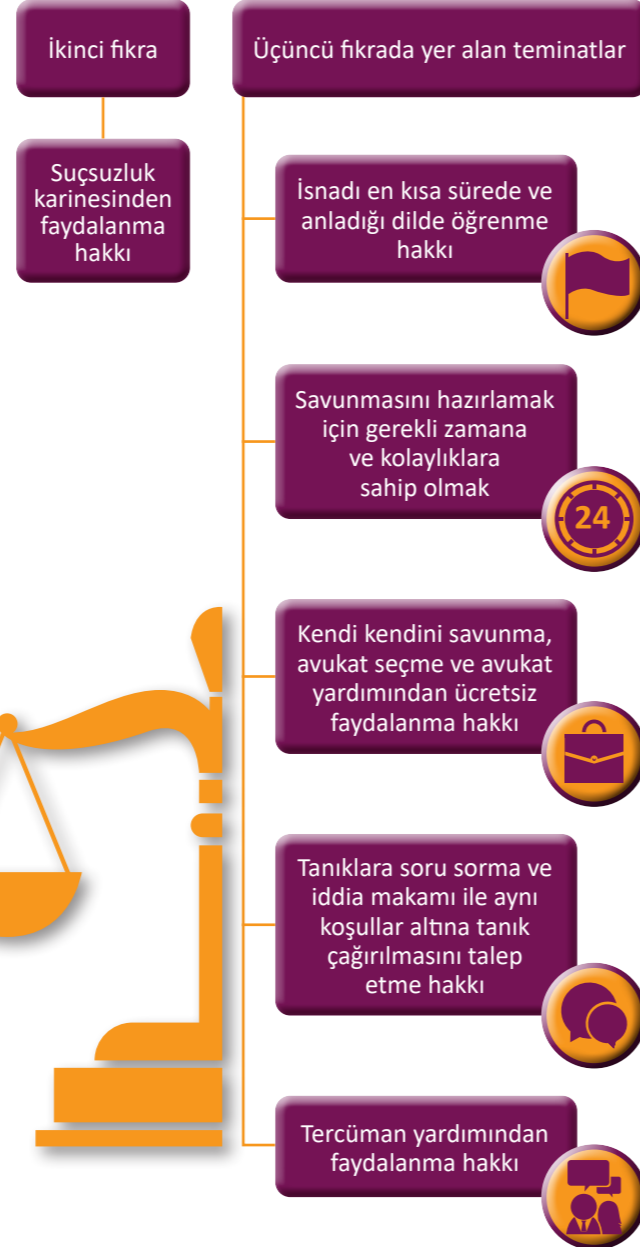 İkinci fıkra
Suçsuzluk
karinesinden
faydalanma
hakkı
Üçüncü fıkrada yer alan teminatlar
İsnadı en kısa sürede ve
anladığı dilde öğrenme
hakkı
Savunmasını hazırlamak
için gerekli zamana
ve kolaylıklara
sahip olmak
24
Kendi kendini savunma,
avukat seçme ve avukat
yardımından ücretsiz
faydalanma hakkı
Tanıklara soru sorma ve
iddia makamı ile aynı
koşullar altına tanık
çağırılmasını talep
etme hakkı
Tercüman yardımından
faydalanma hakkı